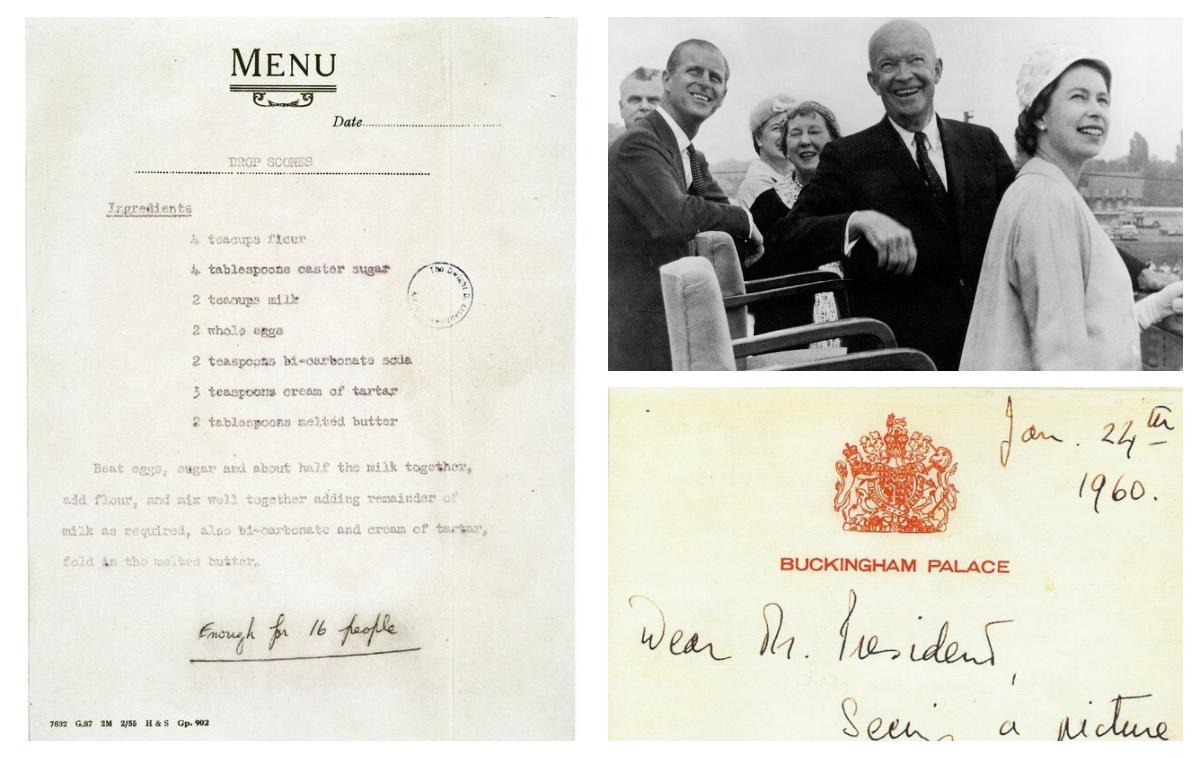 MENU
Date
DROP SCONES
Ingredients
4 teacups flour
4 tablespoons caster sugar
2 teacups milk
2 whole eggs
2 teaspoons bi-carbonate soda
3 teaspoons cream of tartar
2 tablespoons melted butter
Beat eggs, sugar and about half the milk together,
add flour, and mix well together adding remainder of
milk as required, also bi-carbonate and cream of tartar,
fold in the melted butter.
Enough for 16 people
7632 G.87 2M 2/55 H & S Gp. 902
The Dwight D.
Jan. 24th
1960.
BUCKINGHAM PALACE
Dear Mr. President,
Seeing a picture